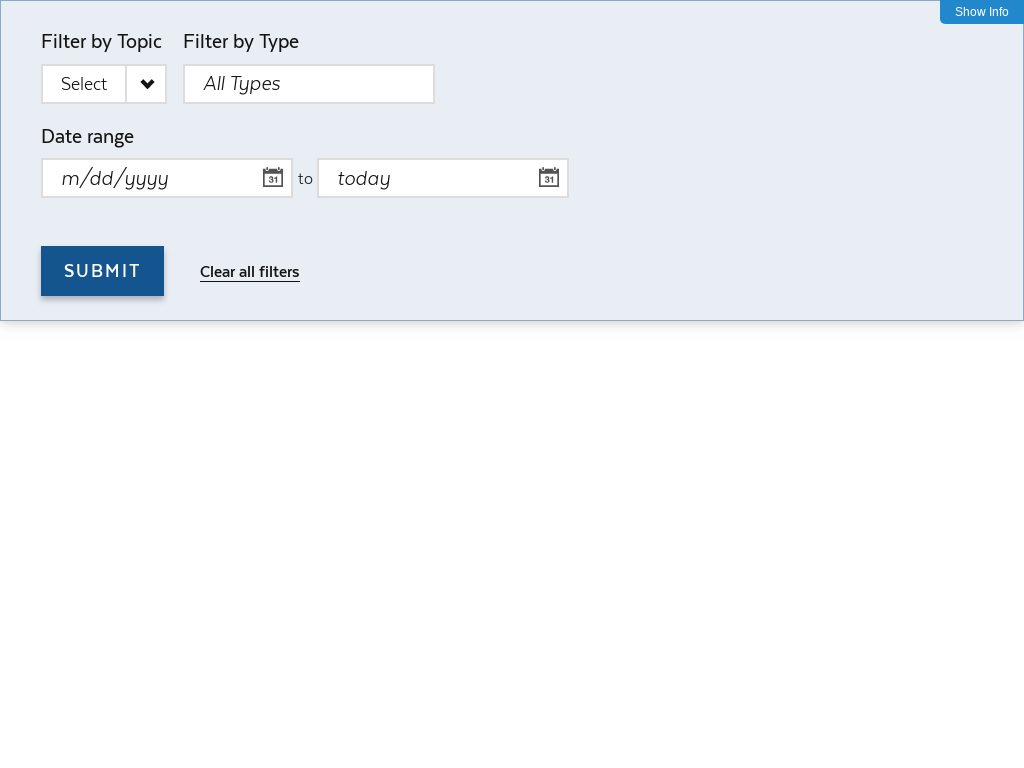 Show Info
Filter by Topic Filter by Type
Select All Types
Date range
m/dd/yyyy 31 to today 31
SUBMIT Clear all filters